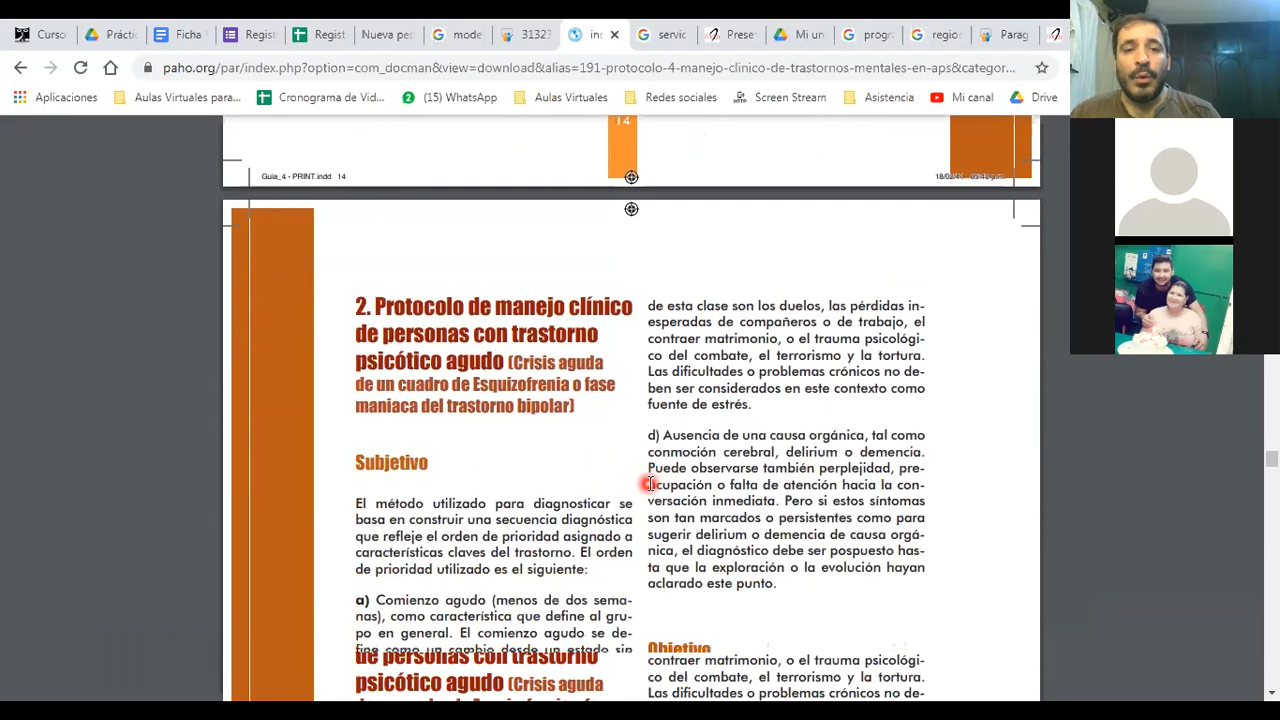 Curso
Práctic
Ficha
Regist
Regist
Nueva pes
mode
31323
inc
servic
Prese
Mi un
progr
region
Parag
paho.org/par/index.php?option=com_docman&view=download&alias=191-protocolo-4-manejo-clinico-de-trastornos-mentales-en-aps&categor...
Aplicaciones
Aulas Virtuales para...
Cronograma de Vid...
(15) WhatsApp
Aulas Virtuales
Redes sociales
Screen Stream
Asistencia
Mi canal
Drive
14
Guia_4 - PRINT.indd 14
2. Protocolo de manejo clínico
de personas con trastorno
psicótico agudo (Crisis aguda
de un cuadro de Esquizofrenia o fase
maniaca del trastorno bipolar)
Subjetivo
El método utilizado para diagnosticar se
basa en construir una secuencia diagnóstica
que refleje el orden de prioridad asignado a
características claves del trastorno. El orden
de prioridad utilizado es el siguiente:
a) Comienzo agudo (menos de dos sema-
nas), como característica que define al gru-
po en general. El comienzo agudo se de-
fine como un cambio desde un estado sin
de personas con trastorno
psicótico agudo (Crisis aguda
de esta clase son los duelos, las pérdidas in-
esperadas de compañeros o de trabajo, el
contraer matrimonio, o el trauma psicológi-
co del combate, el terrorismo y la tortura.
Las dificultades o problemas crónicos no de-
ben ser considerados en este contexto como
fuente de estrés.
d) Ausencia de una causa orgánica, tal como
conmoción cerebral, delirium o demencia.
Puede observarse también perplejidad, pre-
ocupación o falta de atención hacia la con-
versación inmediata. Pero si estos síntomas
son tan marcados o persistentes como para
sugerir delirium o demencia de causa orgá-
nica, el diagnóstico debe ser pospuesto has-
ta que la exploración o la evolución hayan
aclarado este punto.
Objetivo
contraer matrimonio, o el trauma psicológi-
co del combate, el terrorismo y la tortura.
Las dificultades o problemas crónicos no de-